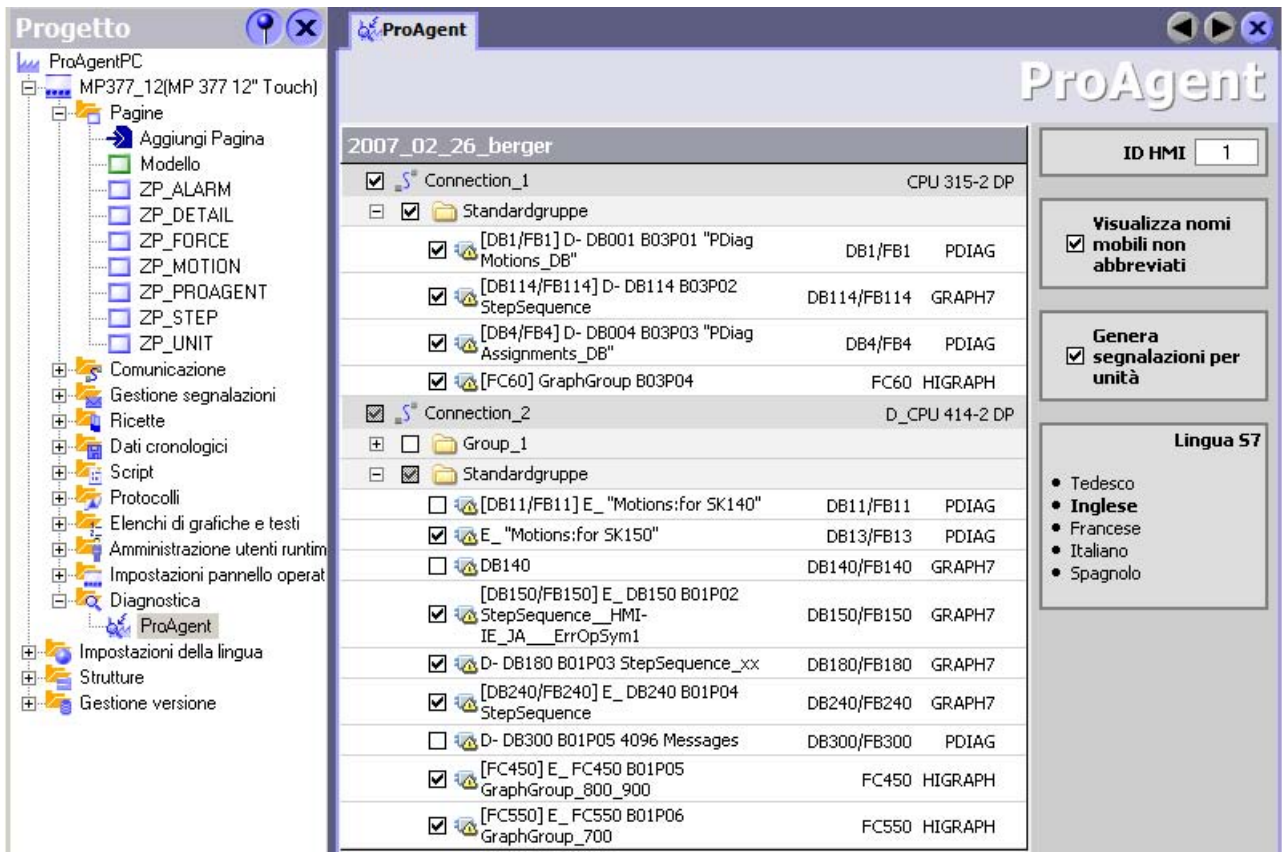 Progetto
ProAgentPC
MP377_12(MP 377 12" Touch)
Pagine
Aggiungi Pagina
Modello
ZP_ALARM
ZP_DETAIL
ZP_FORCE
ZP_MOTION
ZP_PROAGENT
ZP_STEP
ZP_UNIT
Comunicazione
Gestione segnalazioni
Ricette
Dati cronologici
Script
Protocolli
Elenchi di grafiche e testi
Amministrazione utenti runtim
Impostazioni pannello operat
Diagnostica
ProAgent
Impostazioni della lingua
Strutture
Gestione versione
ProAgent
ProAgent
2007_02_26_berger
Connection_1 CPU 315-2 DP
Standardgruppe
[DB1/FB1] D- DB001 B03P01 "PDiag
Motions_DB" DB1/FB1 PDIAG
[DB114/FB114] D- DB114 B03P02
StepSequence DB114/FB114 GRAPH7
[DB4/FB4] D- DB004 B03P03 "PDiag
Assignments_DB" DB4/FB4 PDIAG
[FC60] GraphGroup B03P04 FC60 HIGRAPH
Connection_2 D_CPU 414-2 DP
Group_1
Standardgruppe
[DB11/FB11] E_ "Motions:for SK140" DB11/FB11 PDIAG
E_ "Motions:for SK150" DB13/FB13 PDIAG
DB140 DB140/FB140 GRAPH7
[DB150/FB150] E_ DB150 B01P02
StepSequence__HMI-
IE_JA___ErrOpSym1 DB150/FB150 GRAPH7
D- DB180 B01P03 StepSequence_xx DB180/FB180 GRAPH7
[DB240/FB240] E_ DB240 B01P04
StepSequence DB240/FB240 GRAPH7
D- DB300 B01P05 4096 Messages DB300/FB300 PDIAG
[FC450] E_ FC450 B01P05
GraphGroup_800_900 FC450 HIGRAPH
[FC550] E_ FC550 B01P06
GraphGroup_700 FC550 HIGRAPH
ID HMI 1
Visualizza nomi
mobili non
abbreviati
Genera
segnalazioni per
unità
Lingua S7
• Tedesco
• Inglese
• Francese
• Italiano
• Spagnolo